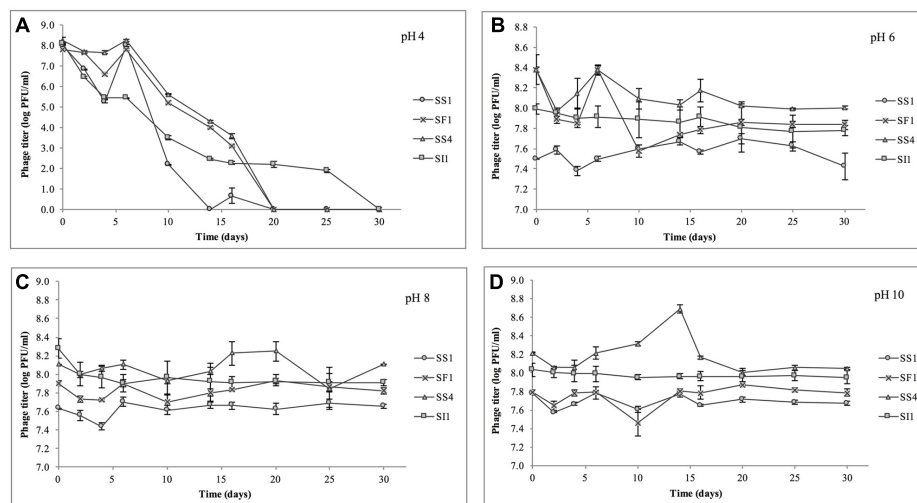 A
pH 4
Phage titer (log PFU/ml)
9.0
8.0
7.0
6.0
5.0
4.0
3.0
2.0
1.0
0.0
0 5 10 15 20 25 30
Time (days)
SS1
SF1
SS4
SI1
B
pH 6
Phage titer (log PFU/ml)
8.8
8.6
8.4
8.2
8.0
7.8
7.6
7.4
7.2
7.0
0 5 10 15 20 25 30
Time (days)
SS1
SF1
SS4
SI1
C
pH 8
Phage titer (log PFU/ml)
9.0
8.8
8.6
8.4
8.2
8.0
7.8
7.6
7.4
7.2
7.0
0 5 10 15 20 25 30
Time (days)
SS1
SF1
SS4
SI1
D
pH 10
Phage titer (log PFU/ml)
9.0
8.8
8.6
8.4
8.2
8.0
7.8
7.6
7.4
7.2
7.0
0 5 10 15 20 25 30
Time (days)
SS1
SF1
SS4
SI1